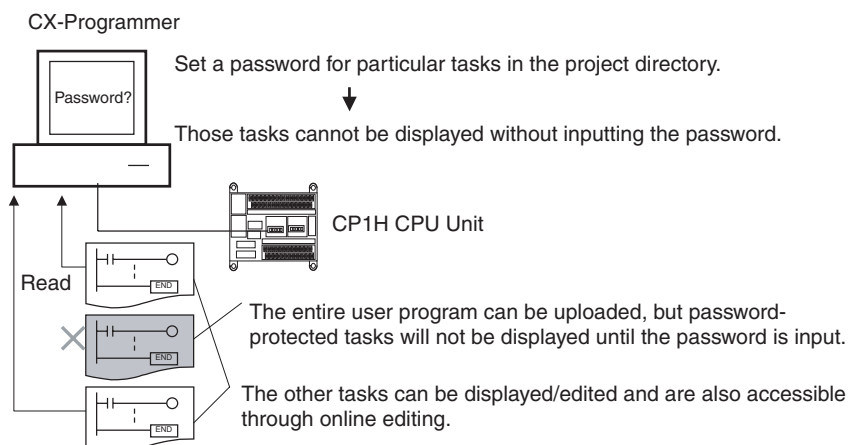 CX-Programmer
Set a password for particular tasks in the project directory.
Password?
Those tasks cannot be displayed without inputting the password.
CP1H CPU Unit
Read
END
The entire user program can be uploaded, but password-
protected tasks will not be displayed until the password is input.
END
The other tasks can be displayed/edited and are also accessible
through online editing.
END